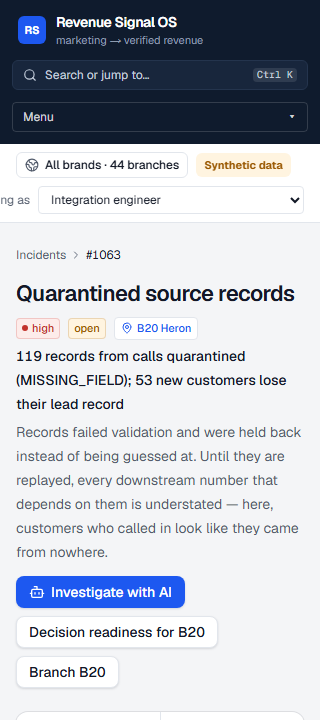 RS
Revenue Signal OS
marketing → verified revenue
Search or jump to...
Ctrl K
Menu
All brands · 44 branches
Synthetic data
ng as
Integration engineer
Incidents > #1063
Quarantined source records
high
open
B20 Heron
119 records from calls quarantined
(MISSING_FIELD); 53 new customers lose
their lead record
Records failed validation and were held back
instead of being guessed at. Until they are
replayed, every downstream number that
depends on them is understated — here,
customers who called in look like they came
from nowhere.
Investigate with AI
Decision readiness for B20
Branch B20